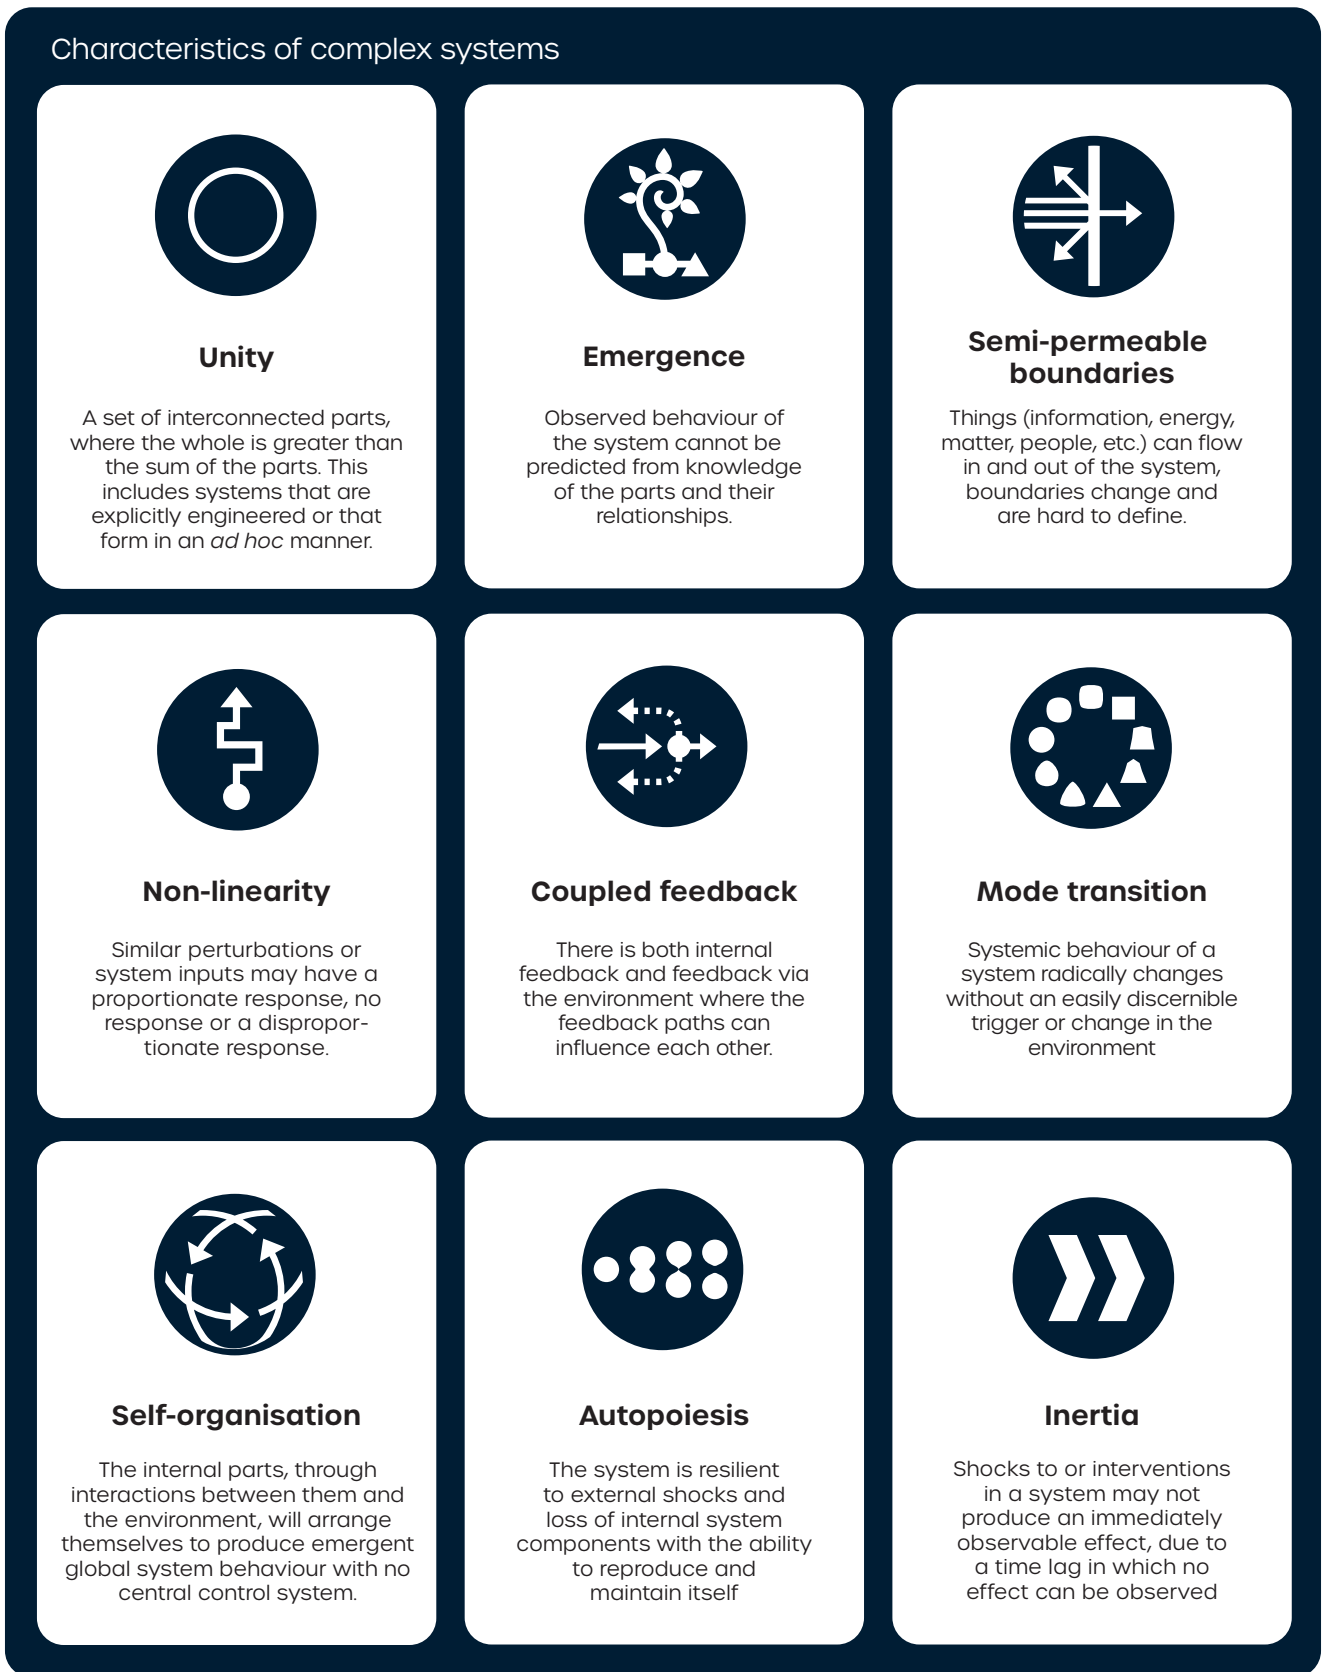 Characteristics of complex systems
Unity
A set of interconnected parts,
where the whole is greater than
the sum of the parts. This
includes systems that are
explicitly engineered or that
form in an ad hoc manner.
Emergence
Observed behaviour of
the system cannot be
predicted from knowledge
of the parts and their
relationships.
Semi-permeable
boundaries
Things (information, energy,
matter, people, etc.) can flow
in and out of the system,
boundaries change and
are hard to define.
Non-linearity
Similar perturbations or
system inputs may have a
proportionate response, no
response or a dispropor-
tionate response.
Coupled feedback
There is both internal
feedback and feedback via
the environment where the
feedback paths can
influence each other.
Mode transition
Systemic behaviour of a
system radically changes
without an easily discernible
trigger or change in the
environment
Self-organisation
The internal parts, through
interactions between them and
the environment, will arrange
themselves to produce emergent
global system behaviour with no
central control system.
Autopoiesis
The system is resilient
to external shocks and
loss of internal system
components with the ability
to reproduce and
maintain itself
Inertia
Shocks to or interventions
in a system may not
produce an immediately
observable effect, due to
a time lag in which no
effect can be observed